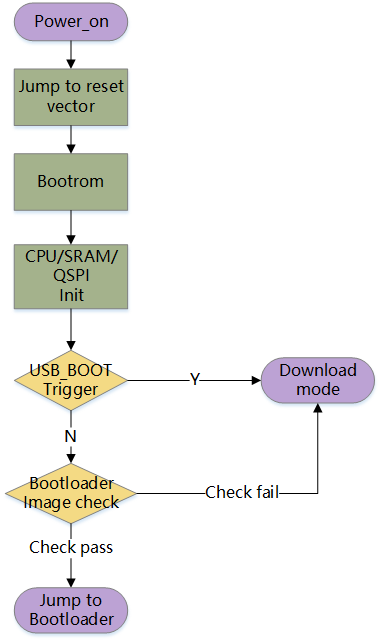 Power_on
Jump to reset
vector
Bootrom
CPU/SRAM/
QSPI
Init
USB_BOOT
Trigger
Y
Download
mode
N
Bootloader
Image check
Check fail
Check pass
Jump to
Bootloader